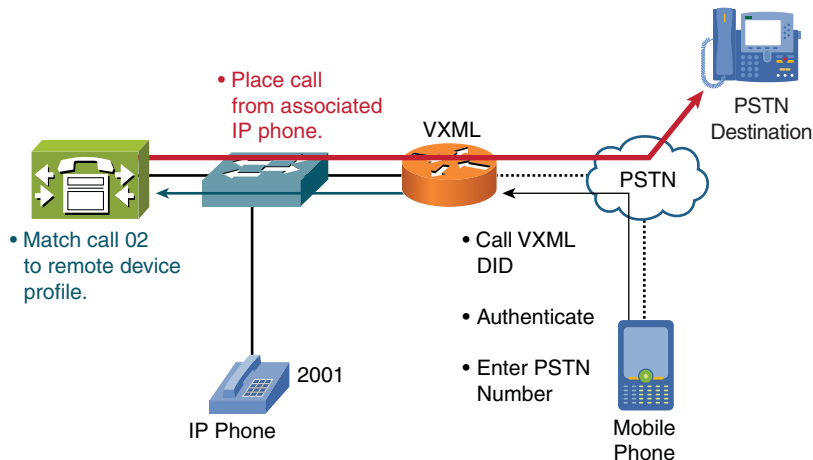 • Place call
from associated
IP phone.
VXML
PSTN
Destination
PSTN
• Match call 02
to remote device
profile.
• Call VXML
DID
• Authenticate
• Enter PSTN
Number
2001
IP Phone
Mobile
Phone